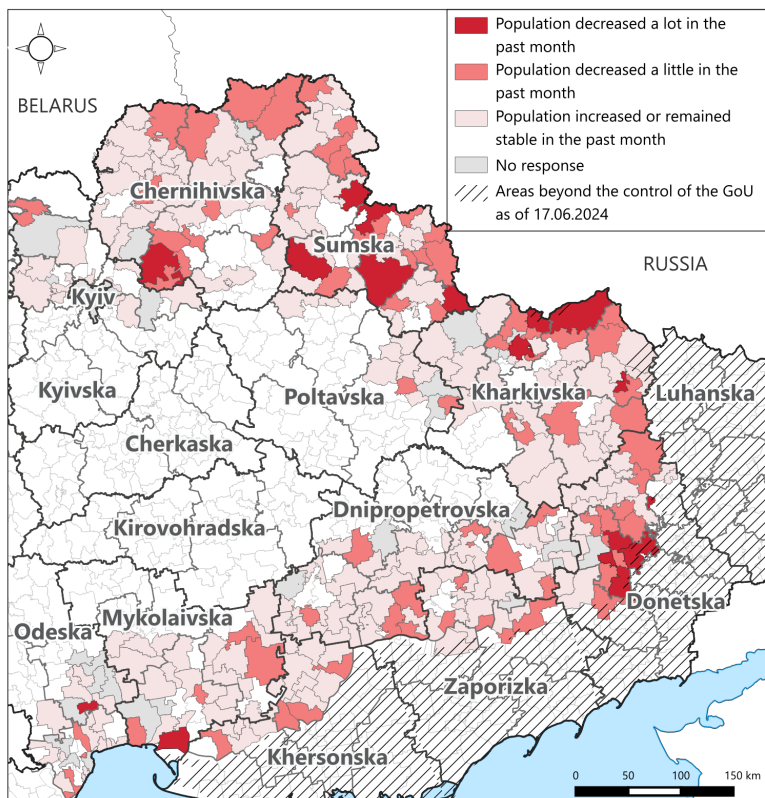 Population decreased a lot in the
past month
Population decreased a little in the
past month
Population increased or remained
stable in the past month
No response
Areas beyond the control of the GoU
as of 17.06.2024
BELARUS
Chernihivska
Sumska
RUSSIA
Kyiv
Kyivska
Poltavska
Kharkivska
Luhanska
Cherkaska
Dnipropetrovska
Kirovohradska
Donetska
Mykolaivska
Odeska
Zaporizka
Khersonska
0 50 100 150 km